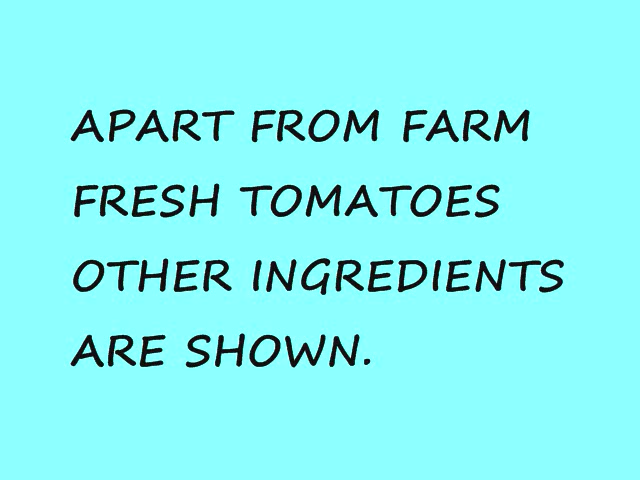 APART FROM FARM
FRESH TOMATOES
OTHER INGREDIENTS
ARE SHOWN.